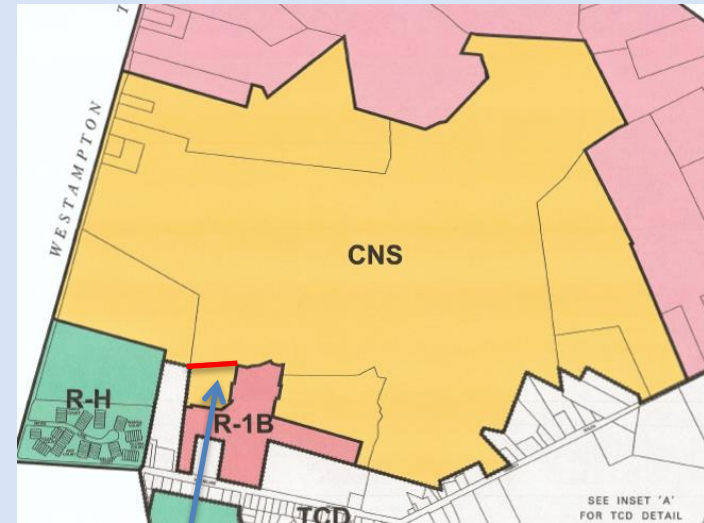 WESTAMPTON
CNS
R-H
R-1B
TCD
SEE INSET 'A'
FOR TCD DETAIL